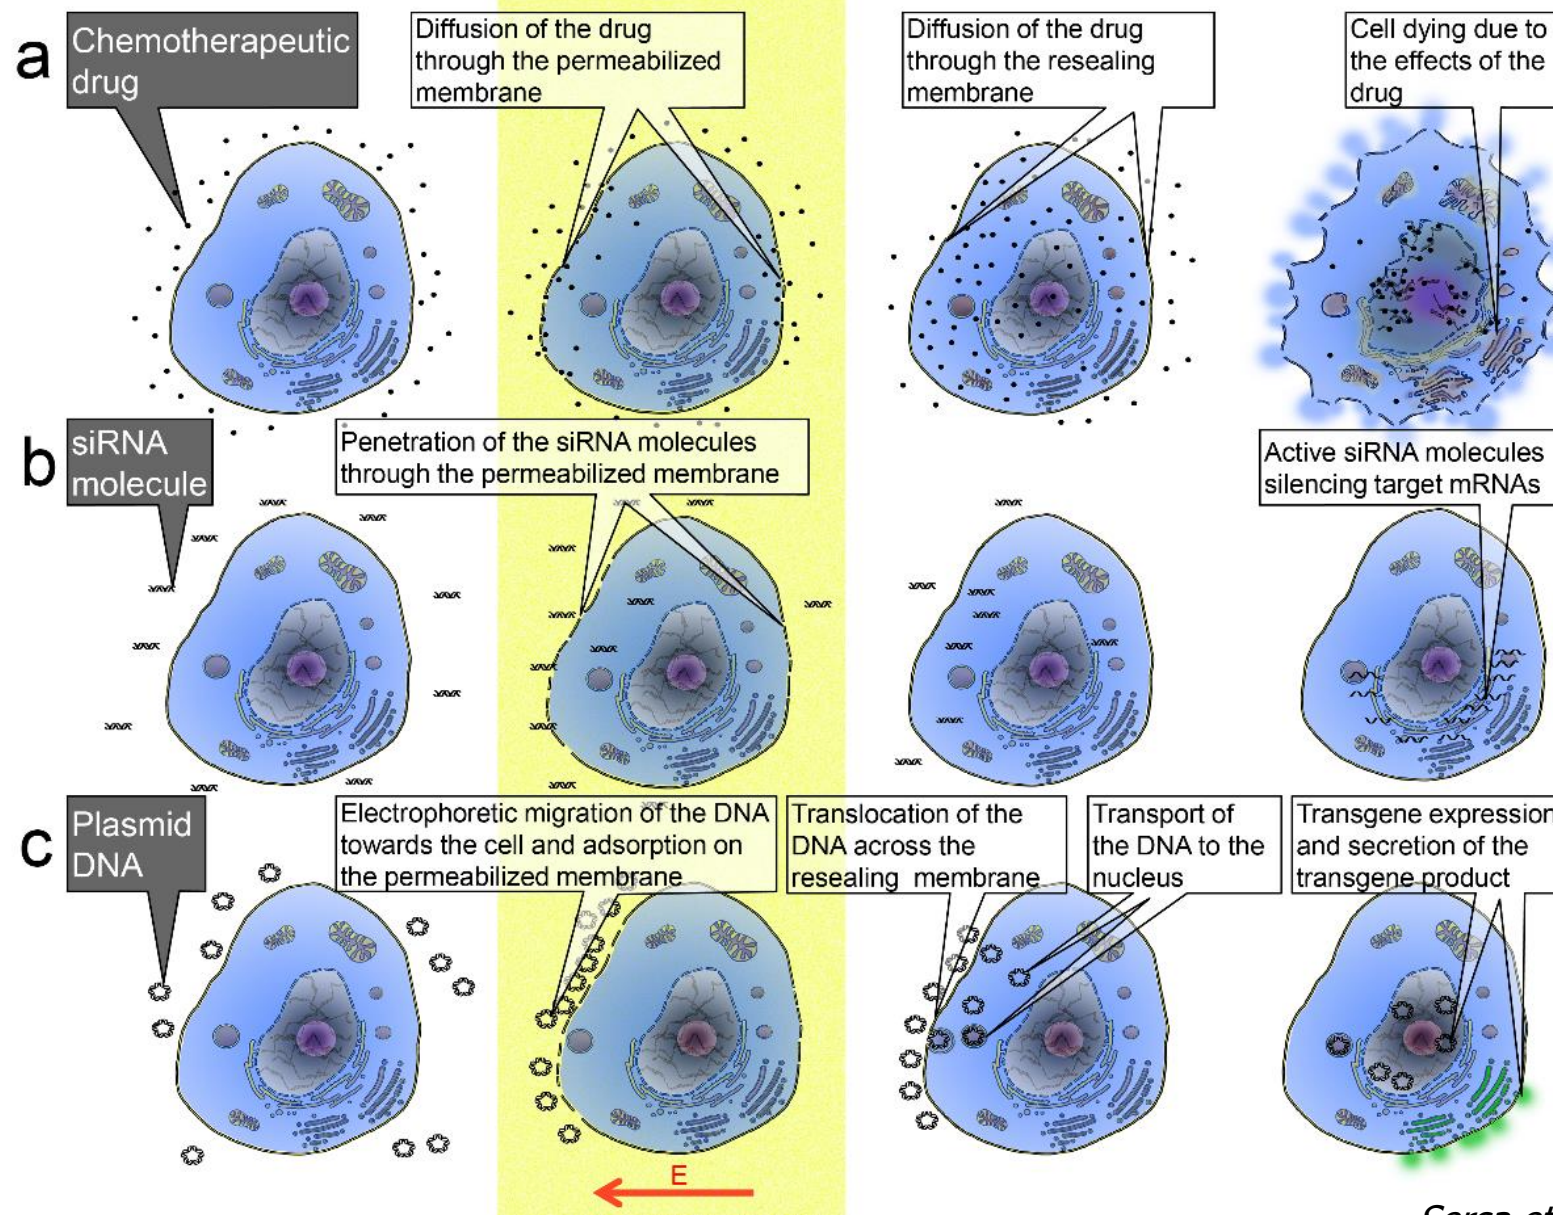 a
Chemotherapeutic
drug
Diffusion of the drug
through the permeabilized
membrane
Diffusion of the drug
through the resealing
membrane
Cell dying due to
the effects of the
drug
b
siRNA
molecule
Penetration of the siRNA molecules
through the permeabilized membrane
Active siRNA molecules
silencing target mRNAs
c
Plasmid
DNA
Electrophoretic migration of the DNA
towards the cell and adsorption on
the permeabilized membrane
Translocation of the
DNA across the
resealing membrane
Transport of
the DNA to the
nucleus
Transgene expression
and secretion of the
transgene product
E